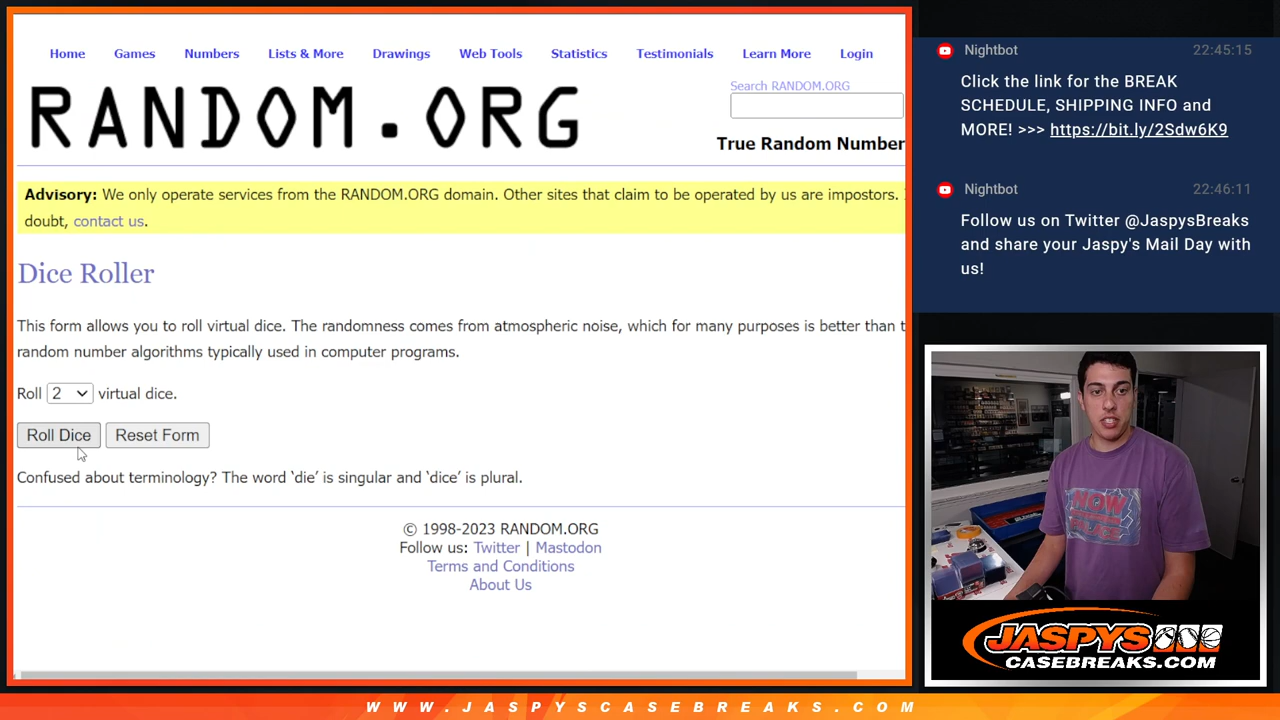 Home Games Numbers Lists & More Drawings Web Tools Statistics Testimonials Learn More Login
RANDOM.ORG
Search RANDOM.ORG
True Random Number
Advisory: We only operate services from the RANDOM.ORG domain. Other sites that claim to be operated by us are impostors.
doubt, contact us.
Dice Roller
This form allows you to roll virtual dice. The randomness comes from atmospheric noise, which for many purposes is better than
random number algorithms typically used in computer programs.
Roll 2 virtual dice.
Roll Dice Reset Form
Confused about terminology? The word ‘die’ is singular and ‘dice’ is plural.
© 1998-2023 RANDOM.ORG
Follow us: Twitter | Mastodon
Terms and Conditions
About Us
Nightbot 22:45:15
Click the link for the BREAK
SCHEDULE, SHIPPING INFO and
MORE! >>> https://bit.ly/2Sdw6K9
Nightbot 22:46:11
Follow us on Twitter @JaspysBreaks
and share your Jaspy's Mail Day with
us!
NOW
JASPYS
CASEBREAKS.COM
WWW.JASPYSCASEBREAKS.COM